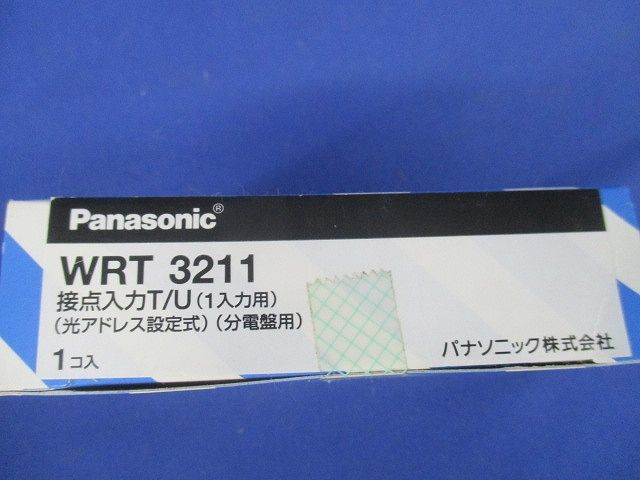 Panasonic®
WRT 3211
接点入力T/U(1入力用)
(光アドレス設定式)(分電盤用)
1コ入
パナソニック株式会社